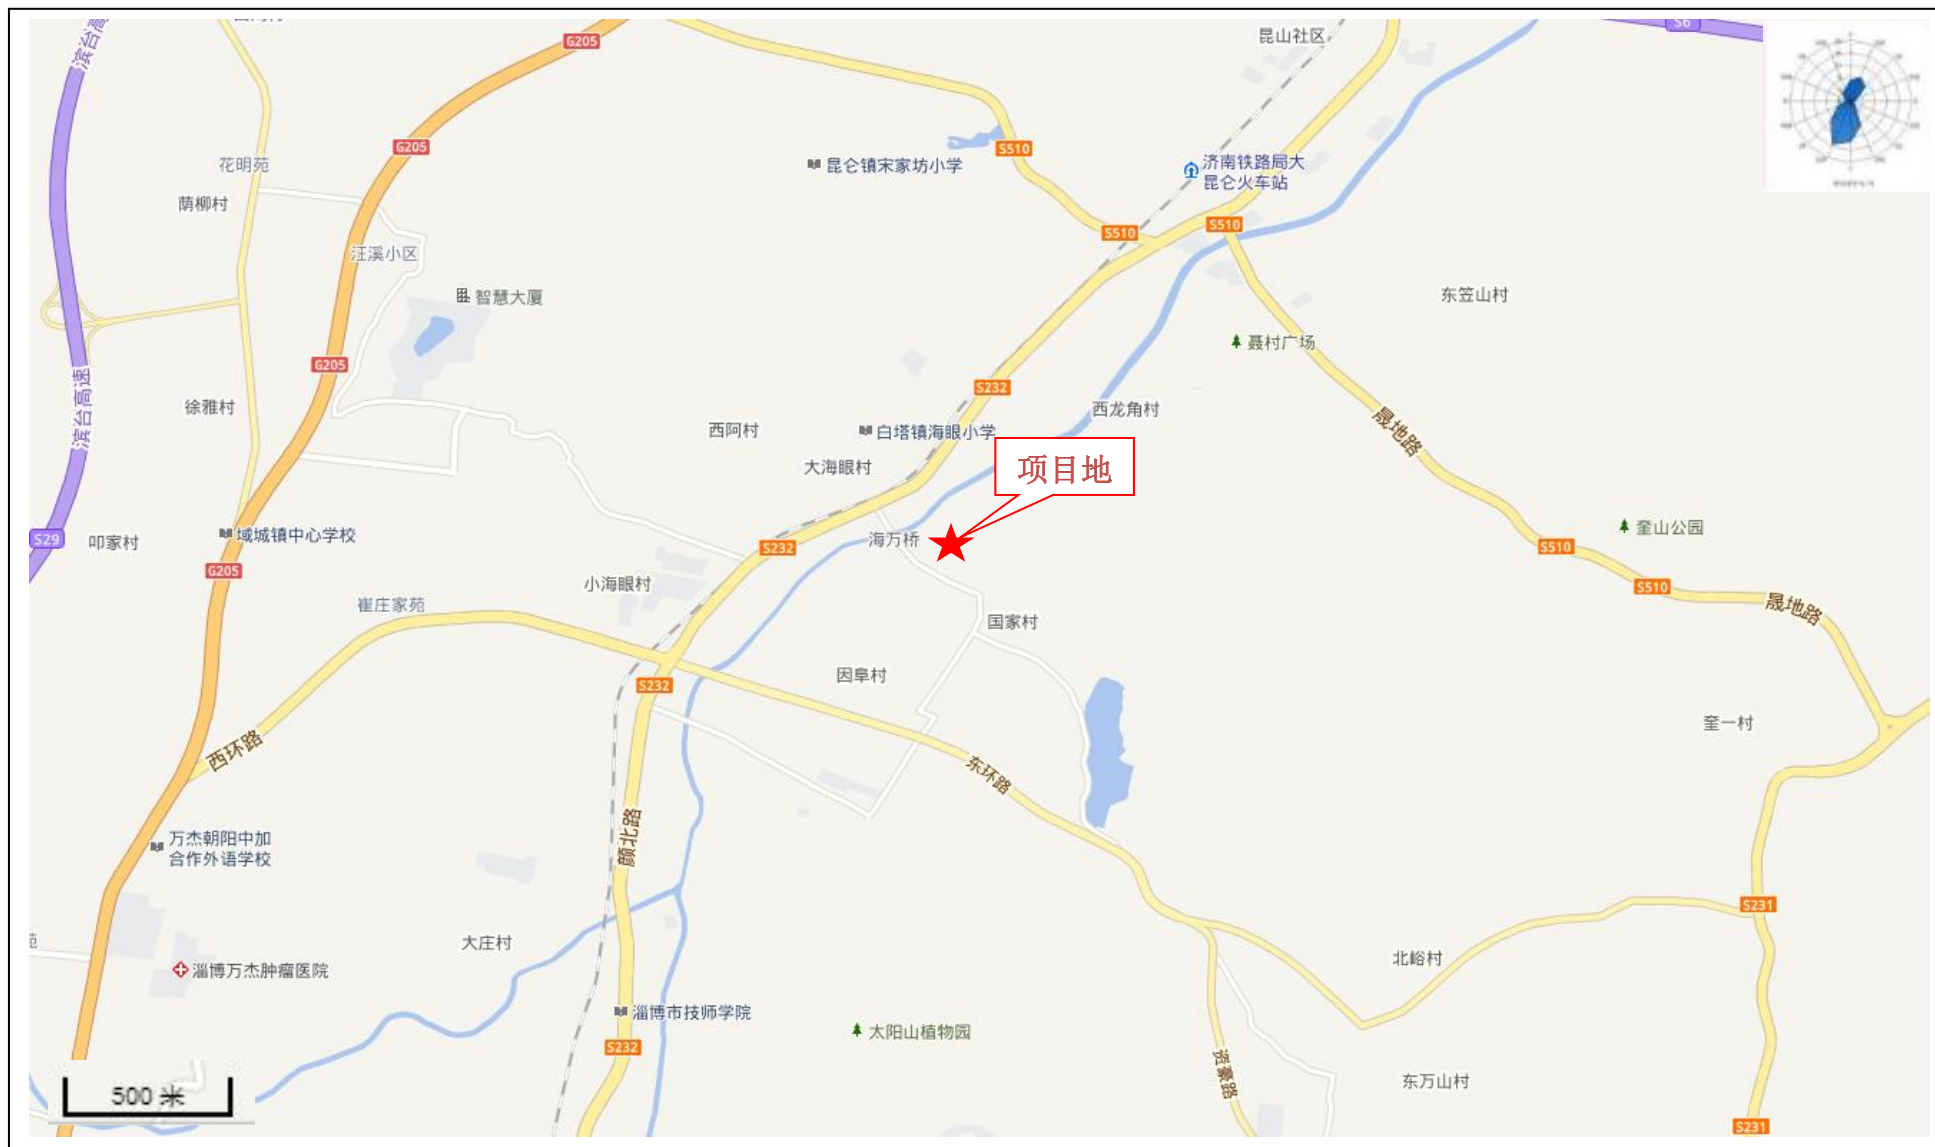 滨台高
G205
昆山社区
S6
G205
S510
花明苑
昆仑镇宋家坊小学
济南铁路局大
昆仑火车站
荫柳村
S510
S510
汪溪小区
智慧大厦
东笠山村
聂村广场
G205
滨台高速
S232
徐雅村
西阿村
白塔镇海眼小学
西龙角村
晟地路
大海眼村
项目地
S29
叩家村
域城镇中心学校
S232
海万桥
S510
奎山公园
G205
小海眼村
S510
晟地路
崔庄家苑
国家村
因阜村
S232
西环路
奎一村
东环路
颜北路
万杰朝阳中加
合作外语学校
S231
苑
大庄村
北峪村
淄博万杰肿瘤医院
淄博市技师学院
太阳山植物园
S232
资豪路
东万山村
500 米
S231